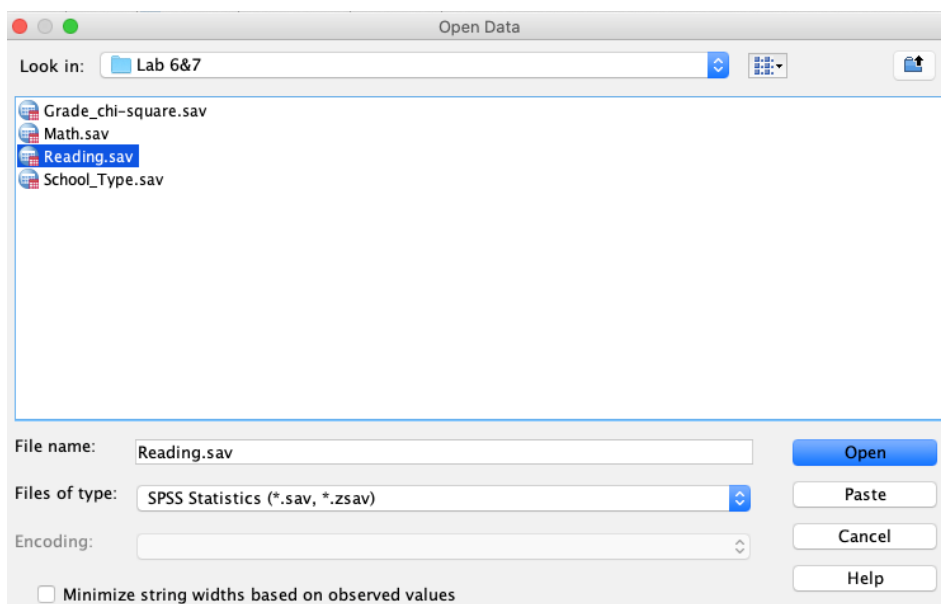 Open Data
Look in: Lab 6&7
Grade_chi-square.sav
Math.sav
Reading.sav
School_Type.sav
File name: Reading.sav
Open
Files of type: SPSS Statistics (*.sav, *.zsav)
Paste
Encoding:
Cancel
Help
Minimize string widths based on observed values